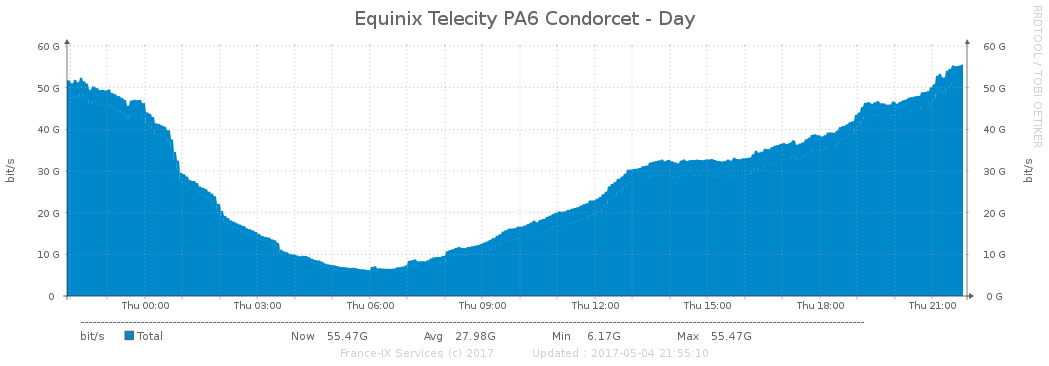 Equinix Telecity PA6 Condorcet - Day
RRDTOOL / TOBI OETIKER
60 G 60 G
50 G 50 G
40 G 40 G
30 G 30 G
20 G 20 G
10 G 10 G
0 0 G
bit/s bit/s
Thu 00:00 Thu 03:00 Thu 06:00 Thu 09:00 Thu 12:00 Thu 15:00 Thu 18:00 Thu 21:00
bit/s Total Now 55.47G Avg 27.98G Min 6.17G Max 55.47G
France-IX Services (c) 2017 Updated : 2017-05-04 21:55:10